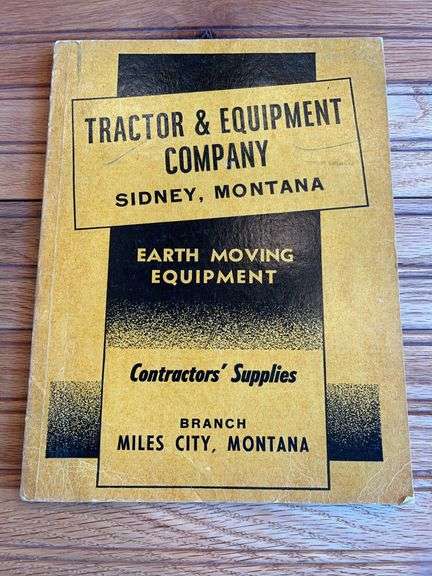 TRACTOR & EQUIPMENT
COMPANY
SIDNEY, MONTANA
EARTH MOVING
EQUIPMENT
Contractors' Supplies
BRANCH
MILES CITY, MONTANA